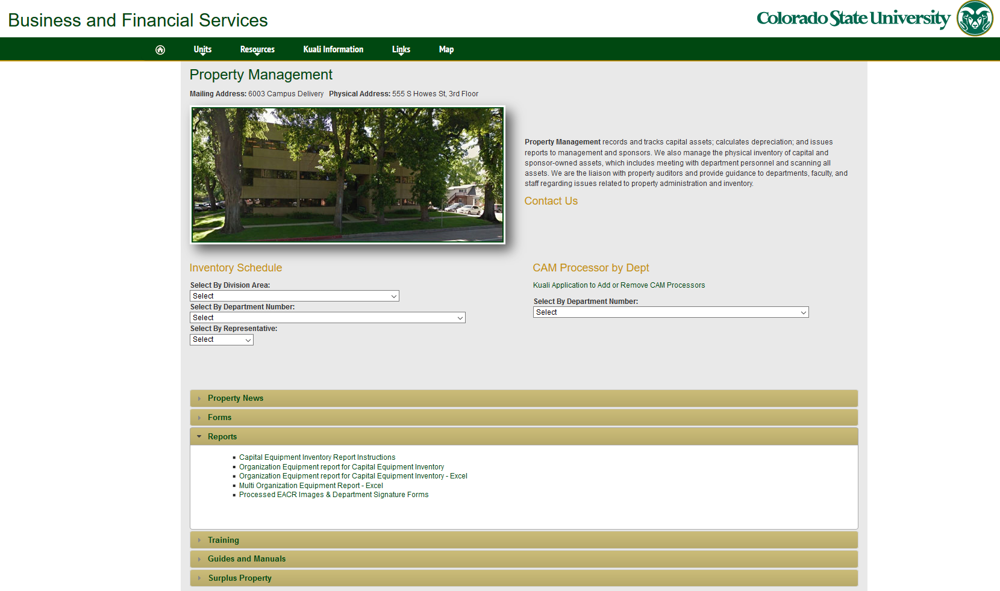 Business and Financial Services
Colorado State University
Units
Resources
Kuali Information
Links
Map
Property Management
Mailing Address: 6003 Campus Delivery Physical Address: 555 S Howes St, 3rd Floor
Property Management records and tracks capital assets; calculates depreciation; and issues
reports to management and sponsors. We also manage the physical inventory of capital and
sponsor-owned assets, which includes meeting with department personnel and scanning all
assets. We are the liaison with property auditors and provide guidance to departments, faculty, and
staff regarding issues related to property administration and inventory.
Contact Us
Inventory Schedule
Select By Division Area:
Select
Select By Department Number:
Select
Select By Representative:
Select
CAM Processor by Dept
Kuali Application to Add or Remove CAM Processors
Select By Department Number:
Select
Property News
Forms
Reports
Capital Equipment Inventory Report Instructions
Organization Equipment report for Capital Equipment Inventory
Organization Equipment report for Capital Equipment Inventory - Excel
Multi Organization Equipment Report - Excel
Processed EACR Images & Department Signature Forms
Training
Guides and Manuals
Surplus Property